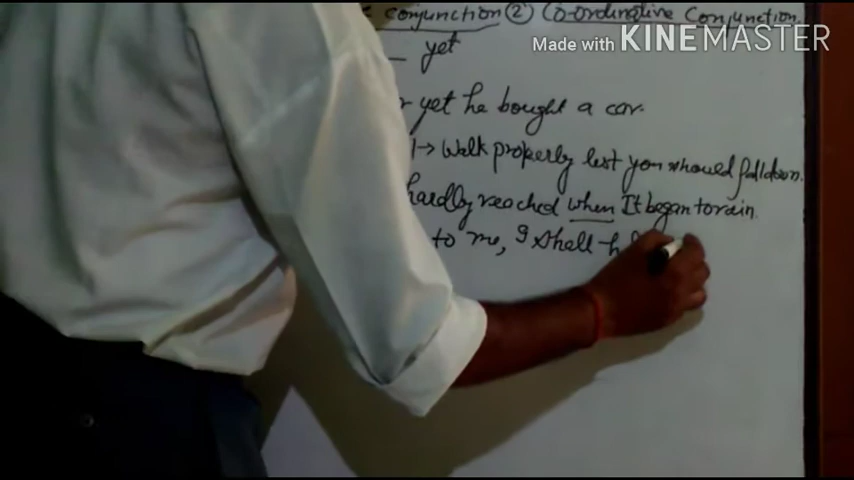 conjunction (2) Co-ordinative Conjunction
Made with KINEMASTER
— yet
yet he bought a car.
1→ Walk properly lest you should fall down.
hardly reached when It began to rain.
to me, I shall